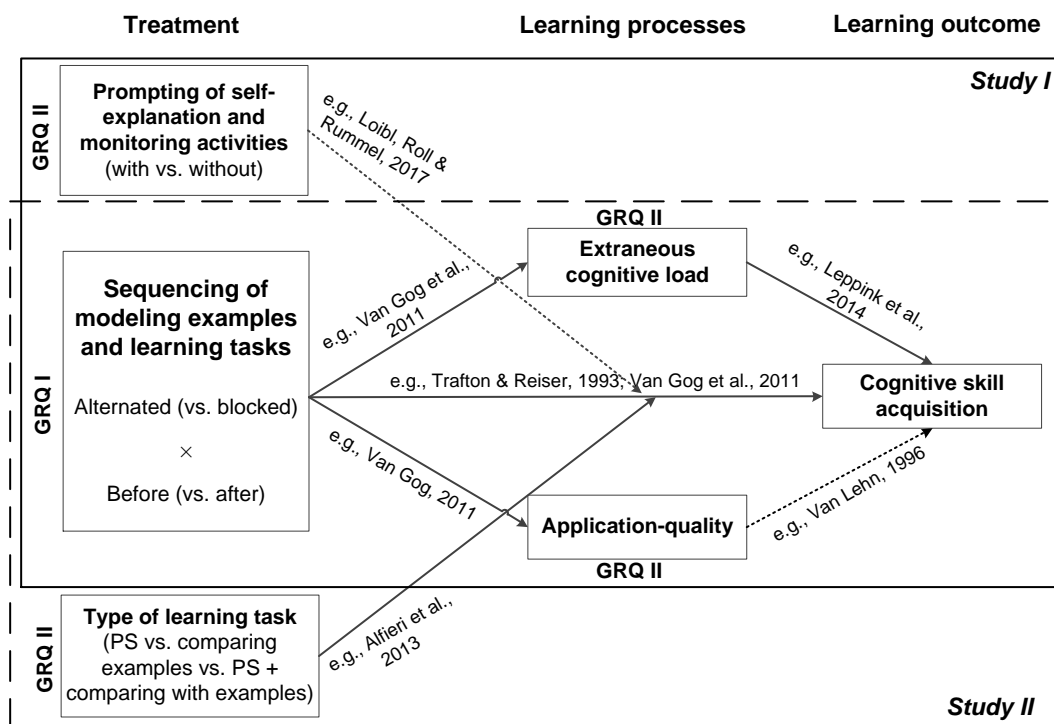 Treatment
Learning processes
Learning outcome
Study I
GRQ II
Prompting of self-
explanation and
monitoring activities
(with vs. without)
e.g., Loibl, Roll &
Rummel, 2017
GRQ I
Sequencing of
modeling examples
and learning tasks
Alternated (vs. blocked)
×
Before (vs. after)
e.g., Van Gog et al.,
2011
GRQ II
Extraneous
cognitive load
e.g., Leppink et al.,
2014
e.g., Trafton & Reiser, 1993; Van Gog et al., 2011
Cognitive skill
acquisition
e.g., Van Gog, 2011
Application-quality
GRQ II
e.g., Van Lehn, 1996
GRQ II
Type of learning task
(PS vs. comparing
examples vs. PS +
comparing with examples)
e.g., Alfieri et al.,
2013
Study II